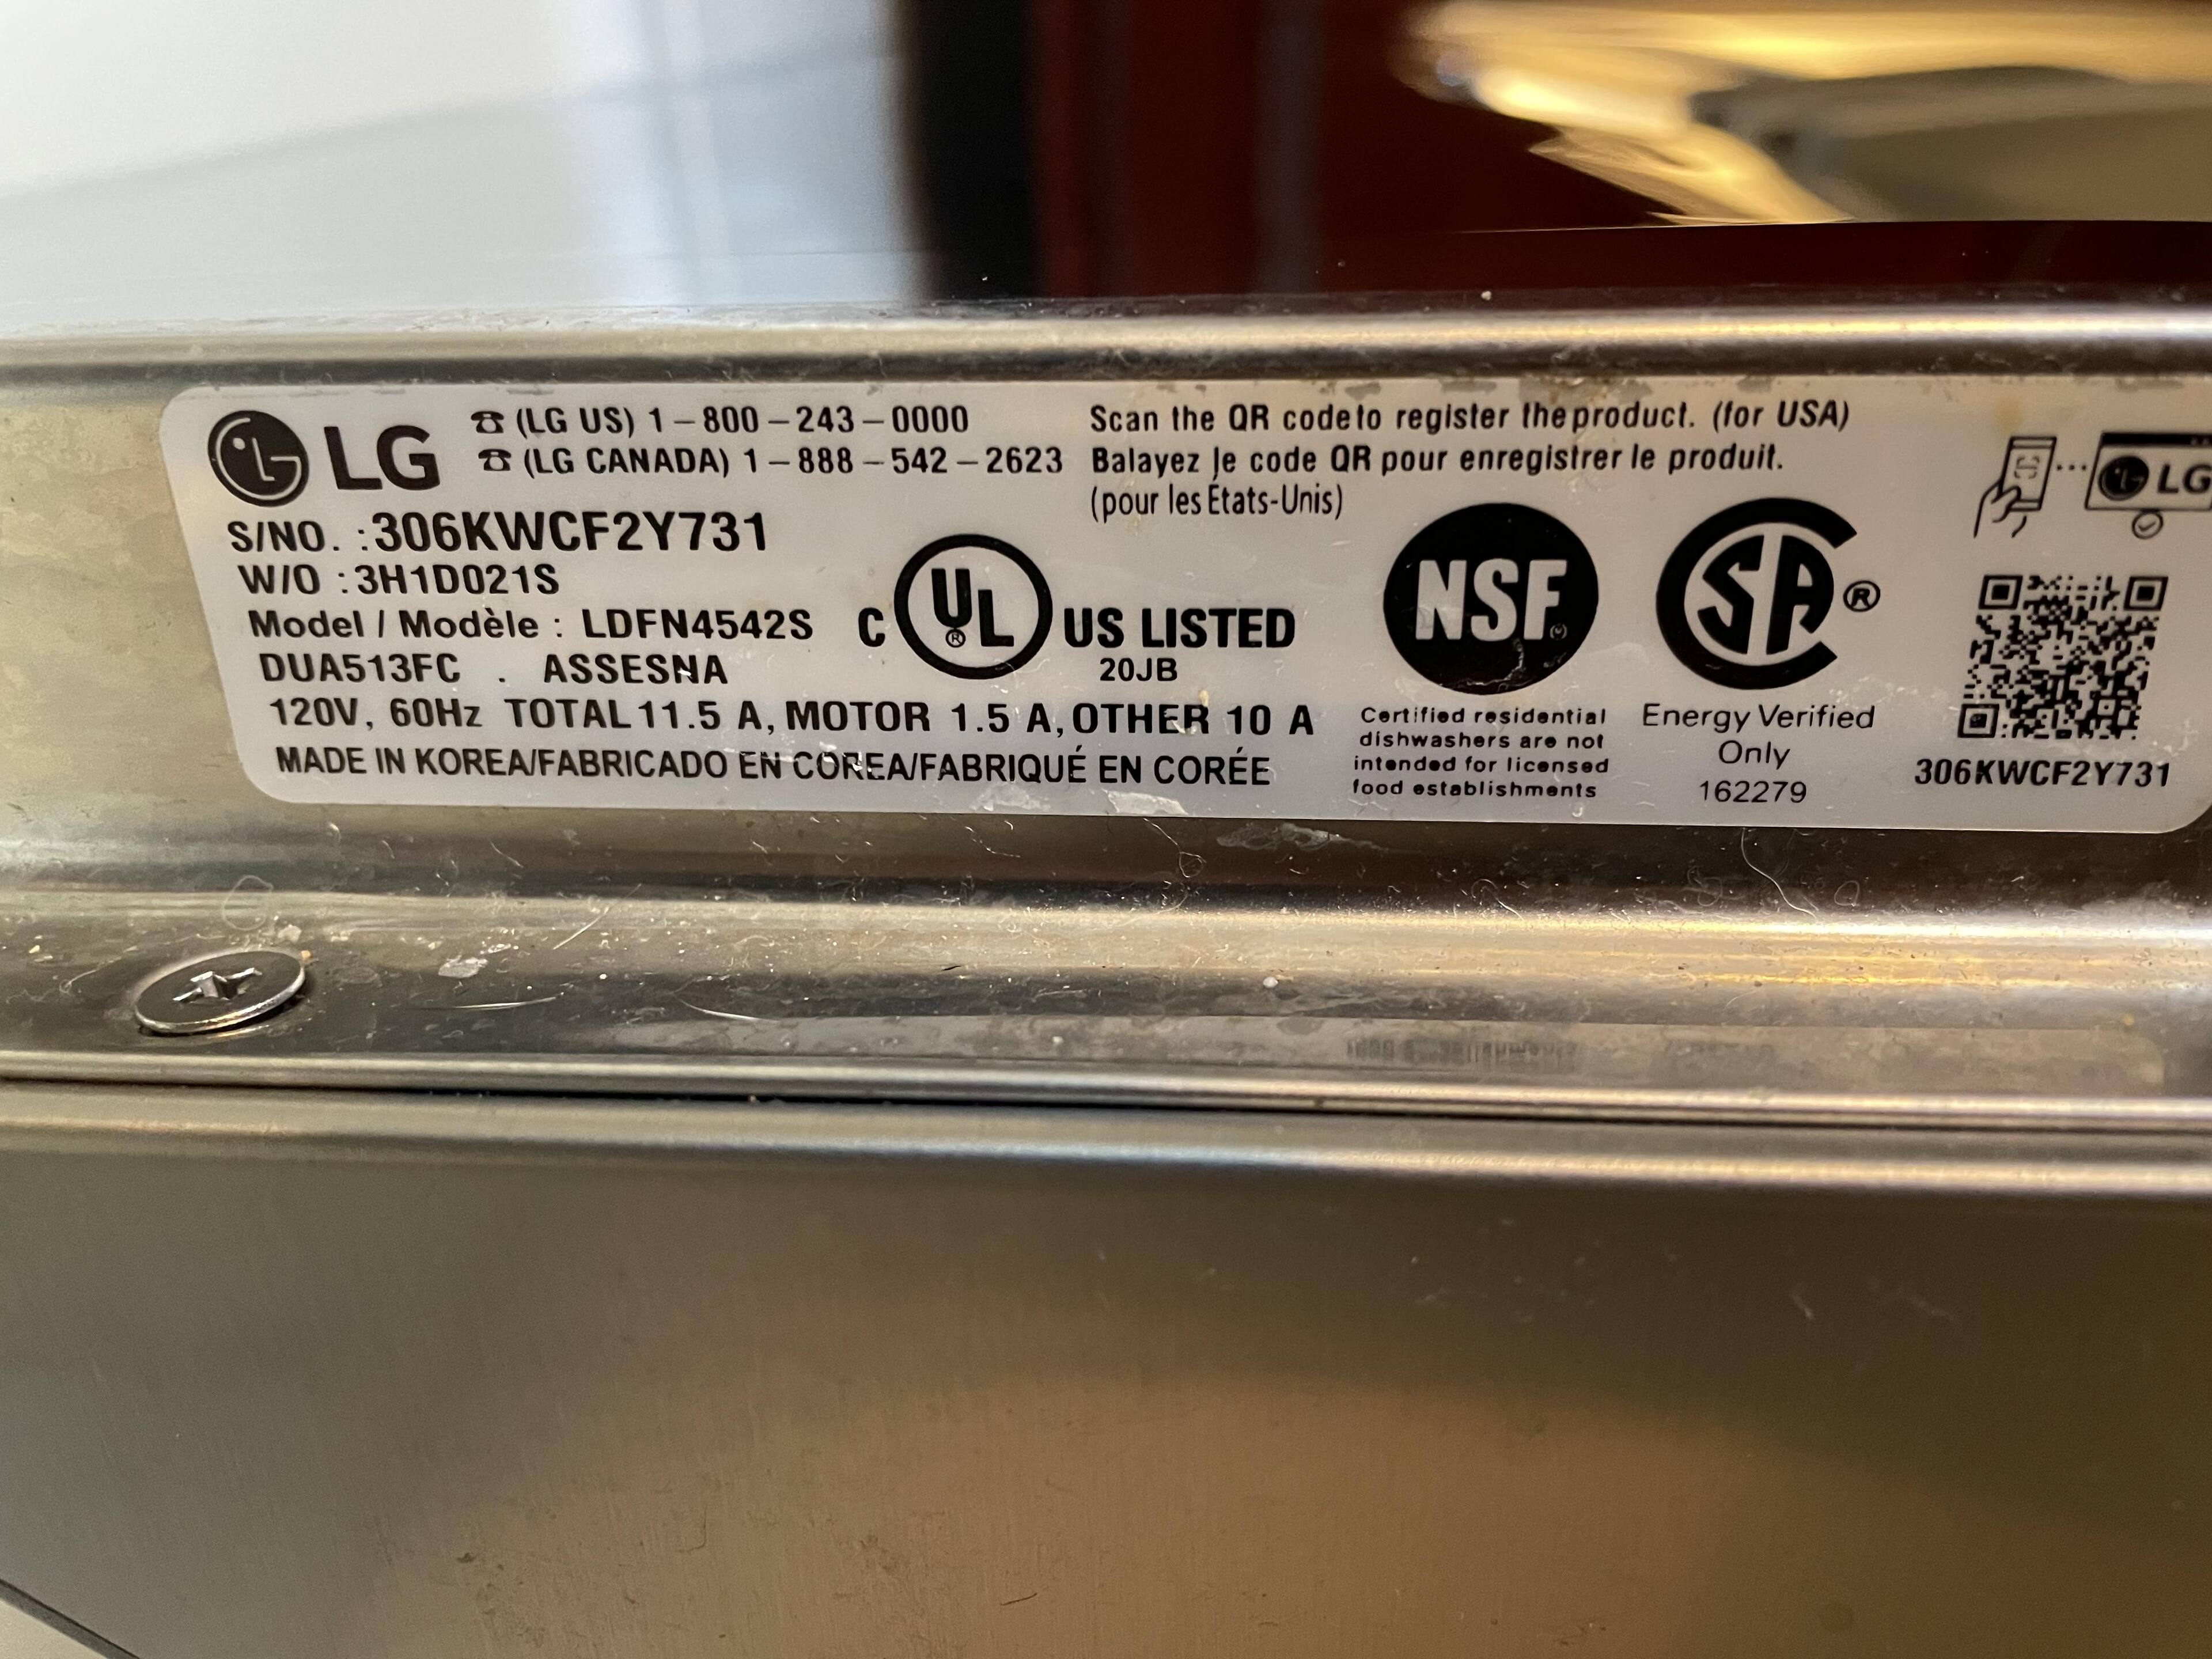 LG
(LG US) 1-800-243-0000
(LG CANADA) 1-888-542-2623
Scan the QR code to register the product. (for USA)
Balayez le code QR pour enregistrer le produit.
(pour les États-Unis)
S/NO. :306KWCF2Y731
W/O :3H1D021S
Model / Modèle : LDFN4542S
DUA513FC . ASSESNA
120V, 60Hz TOTAL 11.5 A, MOTOR 1.5 A, OTHER 10 A
MADE IN KOREA/FABRICADO EN COREA/FABRIQUÉ EN CORÉE
C UL® US LISTED
20JB
NSF
Certified residential
dishwashers are not
intended for licensed
food establishments
SA®
Energy Verified
Only
162279
LG
306KWCF2Y731